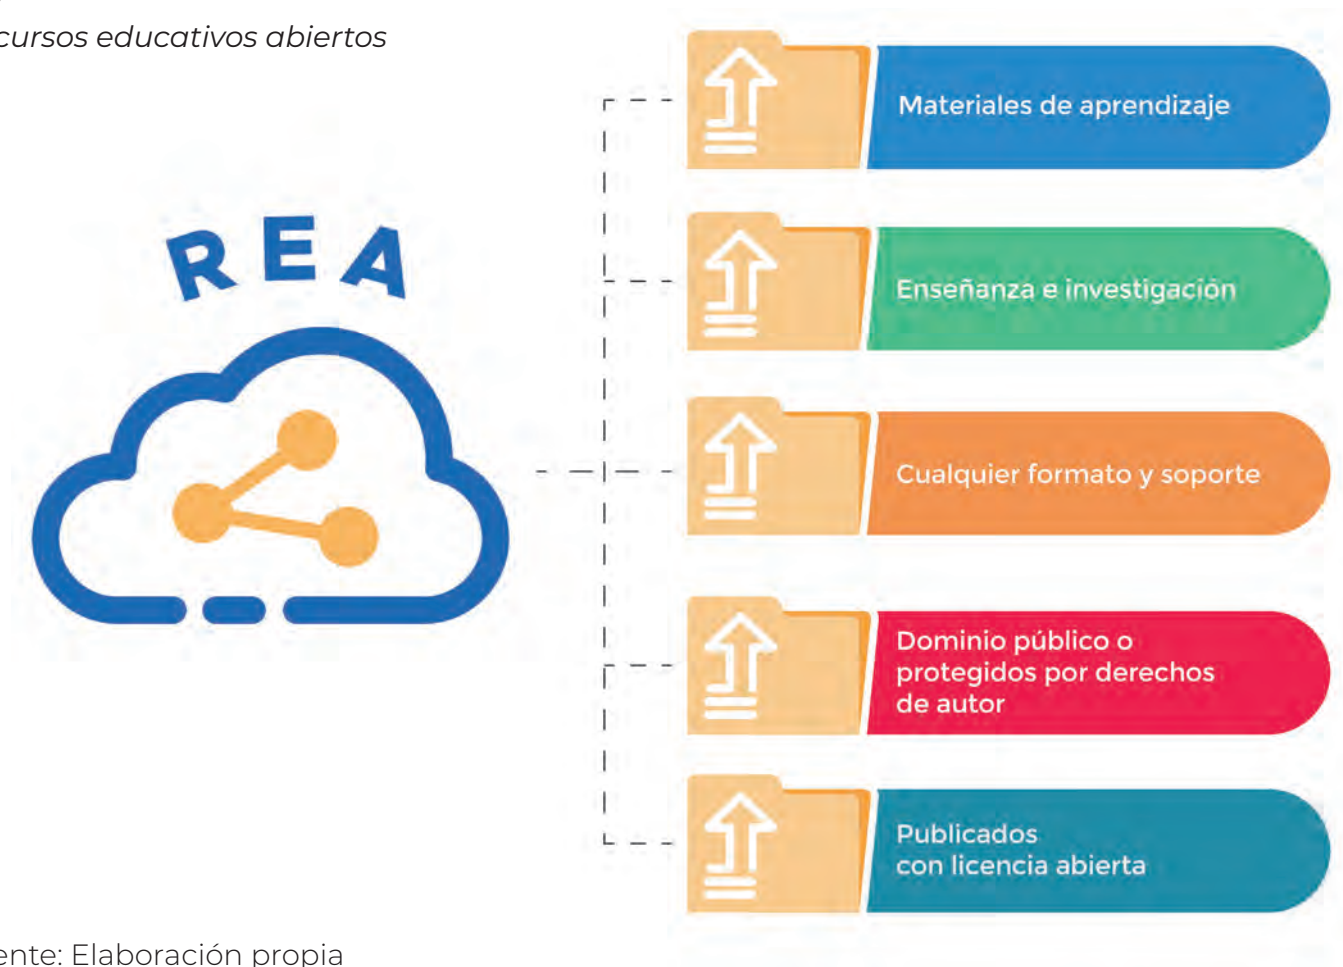 cursos educativos abiertos
REA
Materiales de aprendizaje
Enseñanza e investigación
Cualquier formato y soporte
Dominio público o
protegidos por derechos
de autor
Publicados
con licencia abierta
ente: Elaboración propia